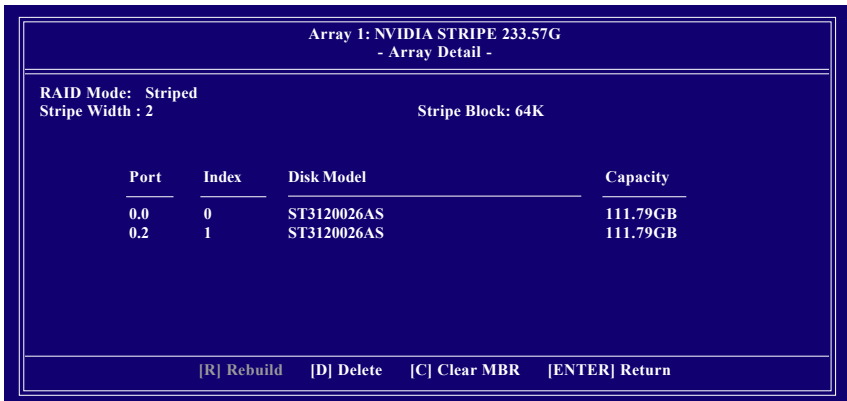 Array 1: NVIDIA STRIPE 233.57G
- Array Detail -
RAID Mode: Striped
Stripe Width : 2 Stripe Block: 64K
Port Index Disk Model Capacity
0.0 0 ST3120026AS 111.79GB
0.2 1 ST3120026AS 111.79GB
[R] Rebuild [D] Delete [C] Clear MBR [ENTER] Return